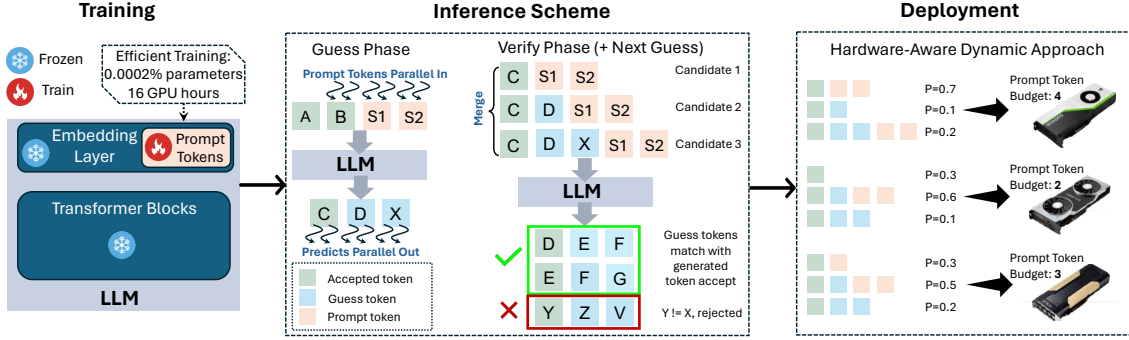 Training
Frozen
Train
Efficient Training:
0.0002% parameters
16 GPU hours
Embedding
Layer
Prompt
Tokens
Transformer Blocks
LLM
Inference Scheme
Guess Phase
Prompt Tokens Parallel In
A B S1 S2
LLM
C D X
Predicts Parallel Out
Accepted token
Guess token
Prompt token
Verify Phase (+ Next Guess)
Merge
C S1 S2 Candidate 1
C D S1 S2 Candidate 2
C D X S1 S2 Candidate 3
LLM
D E F
E F G
Guess tokens
match with
generated
token accept
Y Z V
Y != X, rejected
Deployment
Hardware-Aware Dynamic Approach
P=0.7
P=0.1
P=0.2
Prompt Token
Budget: 4
P=0.3
P=0.6
P=0.1
Prompt Token
Budget: 2
P=0.3
P=0.5
P=0.2
Prompt Token
Budget: 3